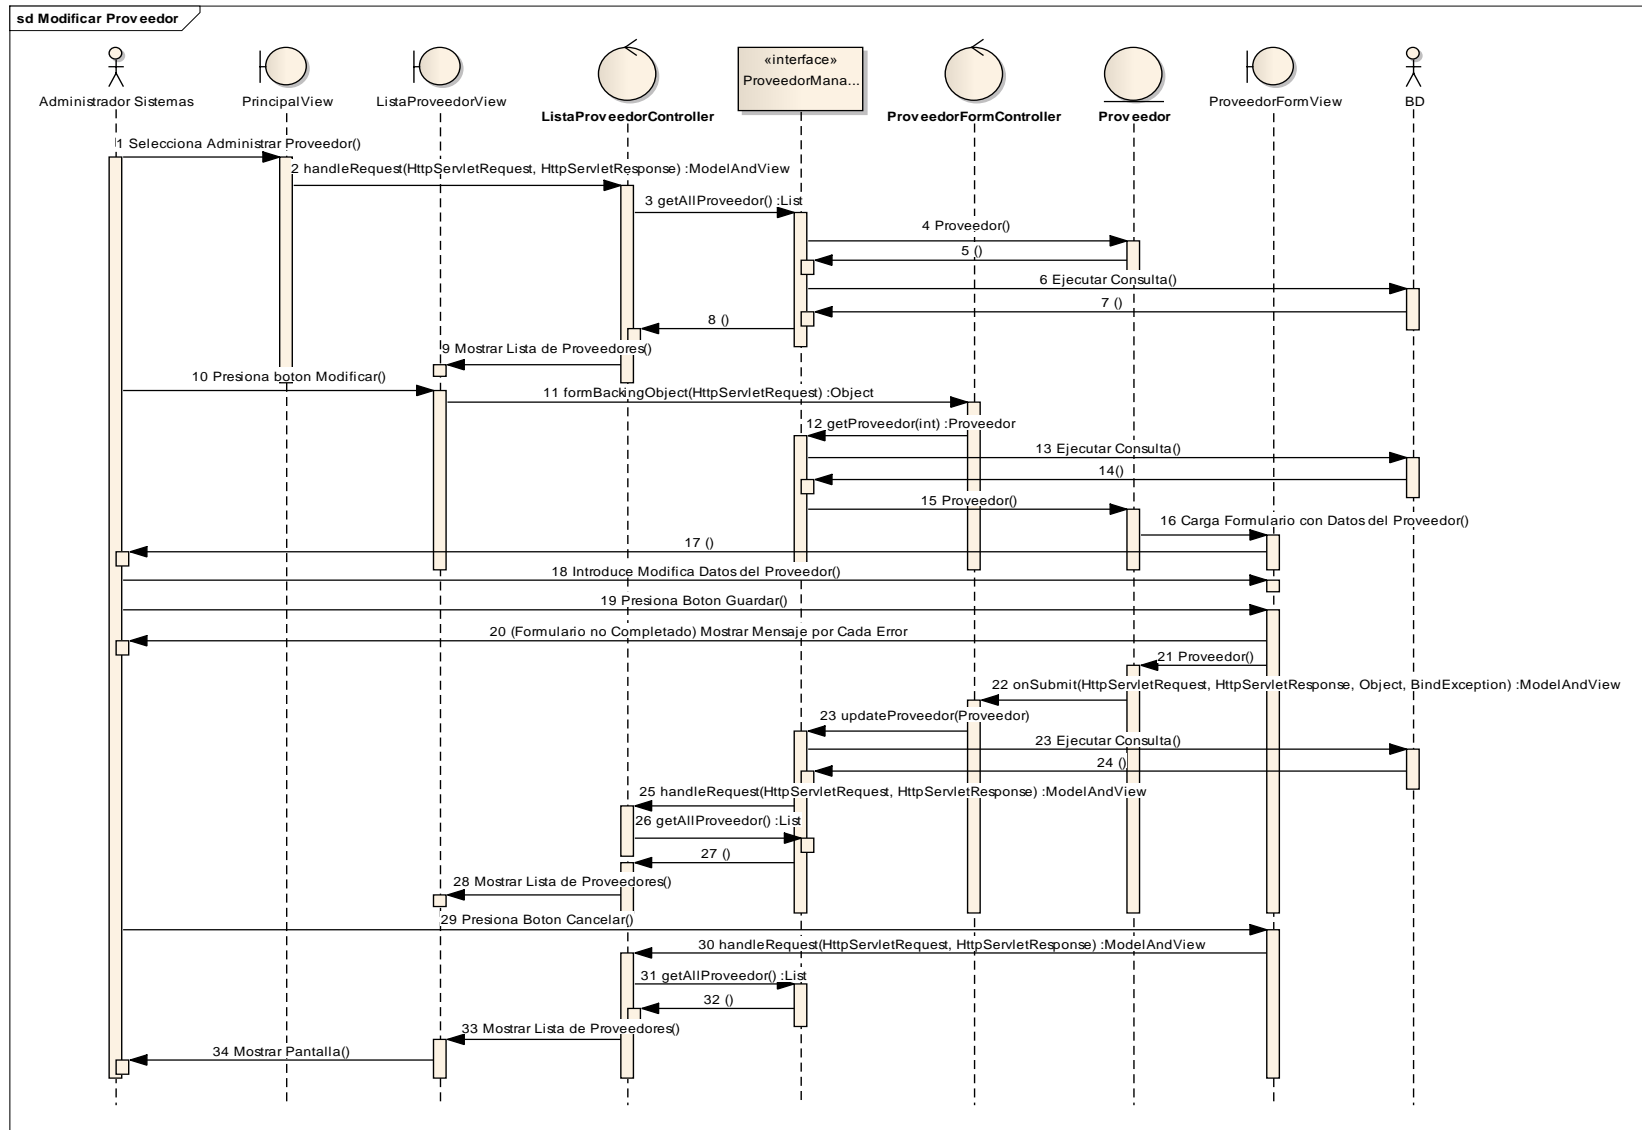 sd Modificar Proveedor
Administrador Sistemas
PrincipalView
ListaProveedorView
ListaProveedorController
«interface»
ProveedorMana...
ProveedorFormController
Proveedor
ProveedorFormView
BD
1 Selecciona Administrar Proveedor()
2 handleRequest(HttpServletRequest, HttpServletResponse) :ModelAndView
3 getAllProveedor() :List
4 Proveedor()
5 ()
6 Ejecutar Consulta()
7 ()
8 ()
9 Mostrar Lista de Proveedores()
10 Presiona boton Modificar()
11 formBackingObject(HttpServletRequest) :Object
12 getProveedor(int) :Proveedor
13 Ejecutar Consulta()
14()
15 Proveedor()
16 Carga Formulario con Datos del Proveedor()
17 ()
18 Introduce Modifica Datos del Proveedor()
19 Presiona Boton Guardar()
20 (Formulario no Completado) Mostrar Mensaje por Cada Error
21 Proveedor()
22 onSubmit(HttpServletRequest, HttpServletResponse, Object, BindException) :ModelAndView
23 updateProveedor(Proveedor)
23 Ejecutar Consulta()
24 ()
25 handleRequest(HttpServletRequest, HttpServletResponse) :ModelAndView
26 getAllProveedor() :List
27 ()
28 Mostrar Lista de Proveedores()
29 Presiona Boton Cancelar()
30 handleRequest(HttpServletRequest, HttpServletResponse) :ModelAndView
31 getAllProveedor() :List
32 ()
33 Mostrar Lista de Proveedores()
34 Mostrar Pantalla()